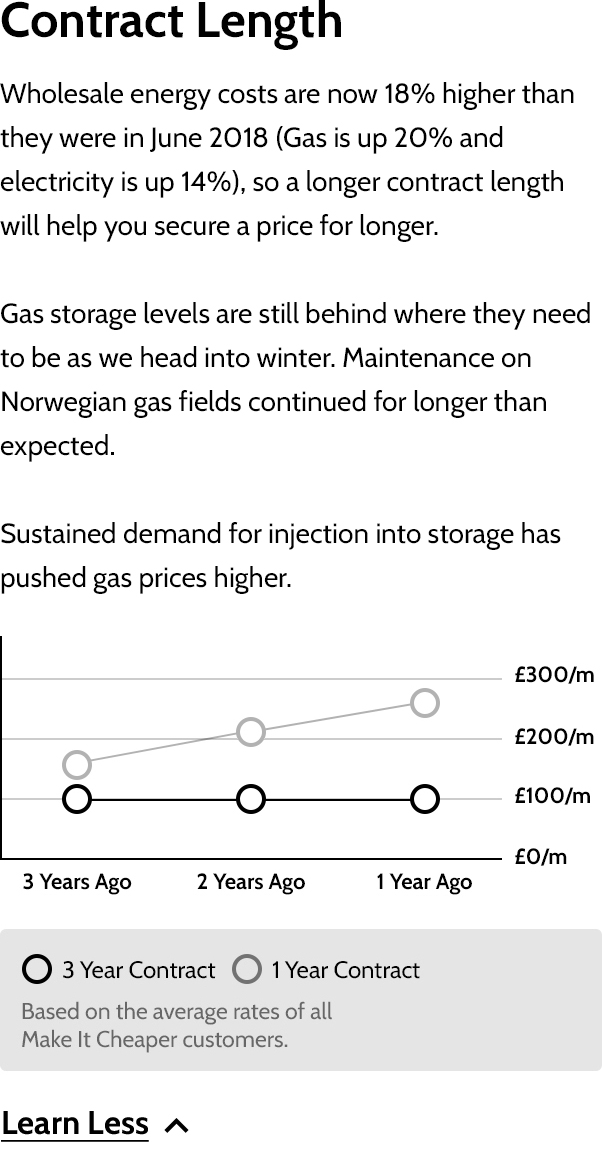 Contract Length
Wholesale energy costs are now 18% higher than
they were in June 2018 (Gas is up 20% and
electricity is up 14%), so a longer contract length
will help you secure a price for longer.
Gas storage levels are still behind where they need
to be as we head into winter. Maintenance on
Norwegian gas fields continued for longer than
expected.
Sustained demand for injection into storage has
pushed gas prices higher.
£300/m
£200/m
£100/m
£0/m
3 Years Ago 2 Years Ago 1 Year Ago
3 Year Contract 1 Year Contract
Based on the average rates of all
Make It Cheaper customers.
Learn Less